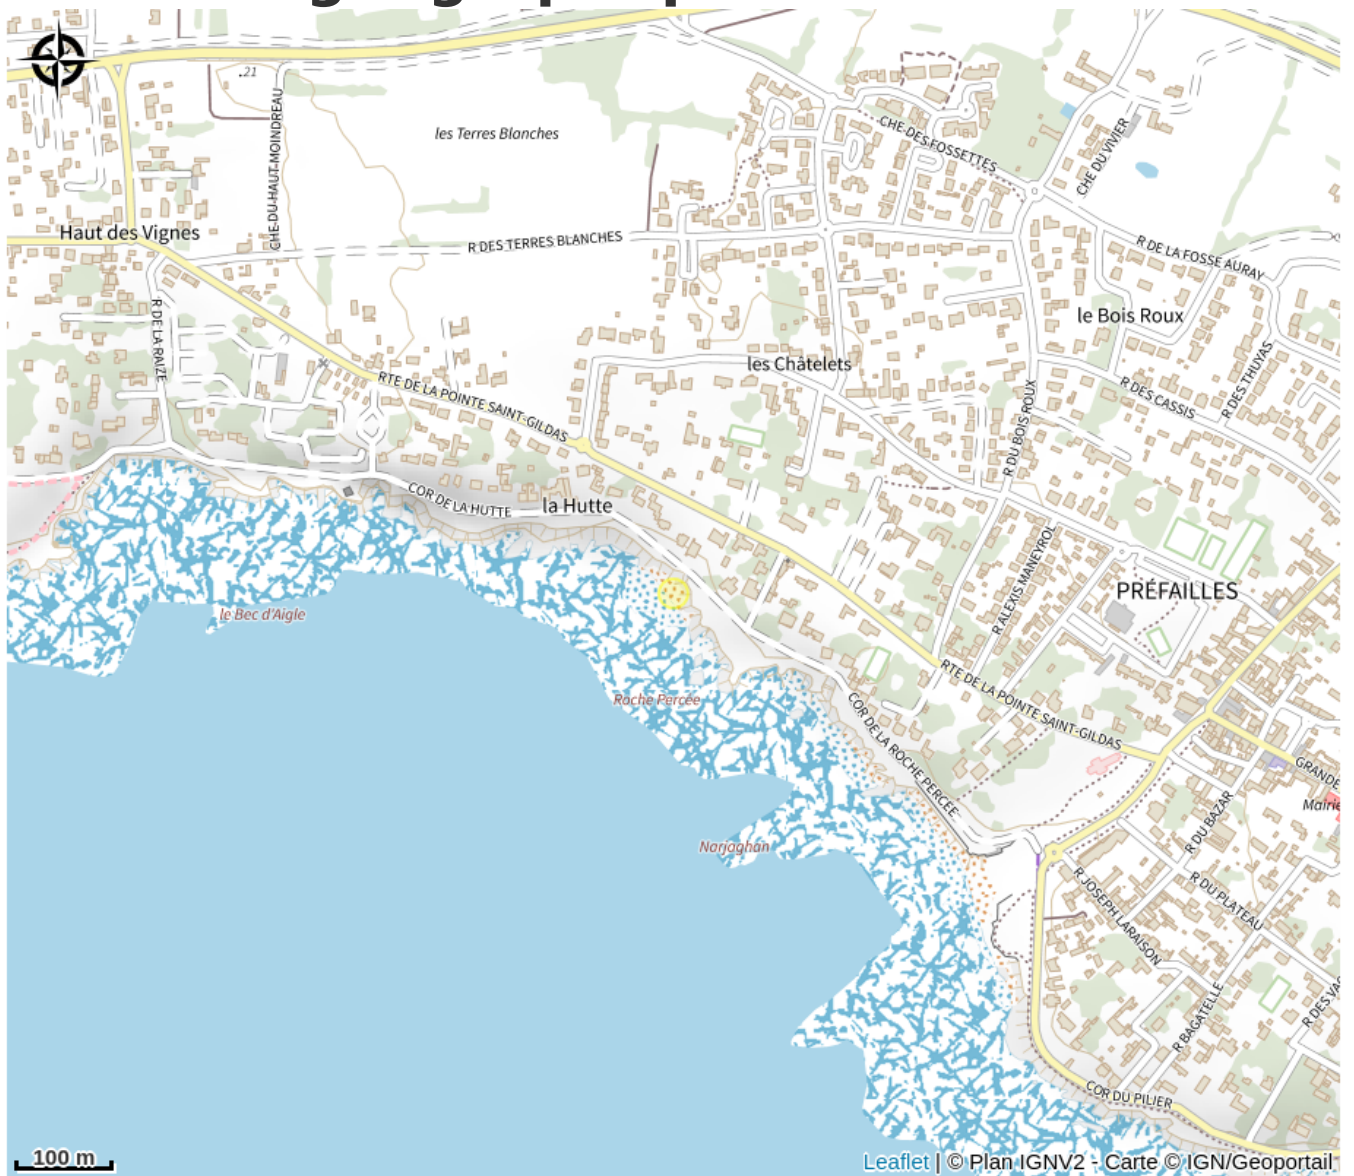 .21
les Terres Blanches
CHE DU HAUT MOINDREAU
CHE DES FOSSETTES
CHE DU VIVIER
Haut des Vignes
R DES TERRES BLANCHES
R DE LA FOSSE AURAY
R DE LA RAIZE
le Bois Roux
les Châtelets
RTE DE LA POINTE SAINT-GILDAS
R DES CASSIS
R DES THUYAS
R DU BOIS ROUX
COR DE LA HUTTE
la Hutte
R ALEXIS MANEYROL
PRÉFAILLES
le Bec d'Aigle
Roche Percée
RTE DE LA POINTE SAINT-GILDAS
COR DE LA ROCHE PERCÉE
GRANDE
Mairie
R DU BAZAR
Narjaghan
R JOSEPH LARAISON
R DU PLATEAU
R BAGATELLE
R DES VA
COR DU PILIER
100 m
Leaflet | © Plan IGNV2 - Carte © IGN/Geoportail